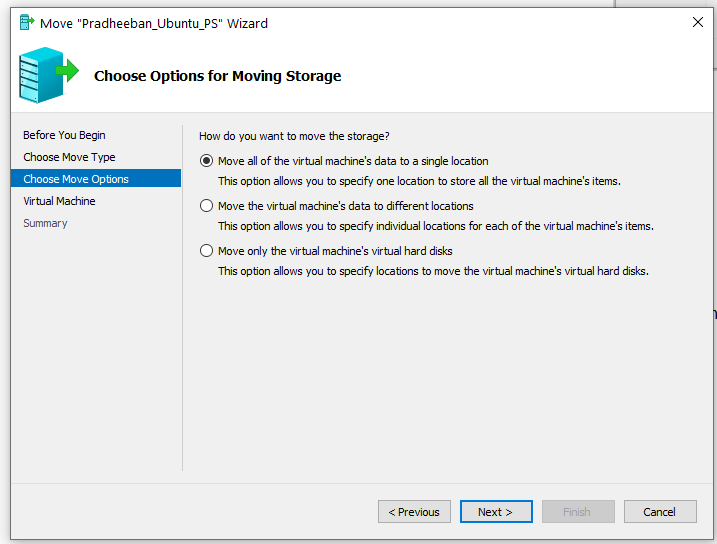 Move "Pradheeban_Ubuntu_PS" Wizard
Choose Options for Moving Storage
Before You Begin
Choose Move Type
Choose Move Options
Virtual Machine
Summary
How do you want to move the storage?
Move all of the virtual machine's data to a single location
This option allows you to specify one location to store all the virtual machine's items.
Move the virtual machine's data to different locations
This option allows you to specify individual locations for each of the virtual machine's items.
Move only the virtual machine's virtual hard disks
This option allows you to specify locations to move the virtual machine's virtual hard disks.
< Previous
Next >
Finish
Cancel